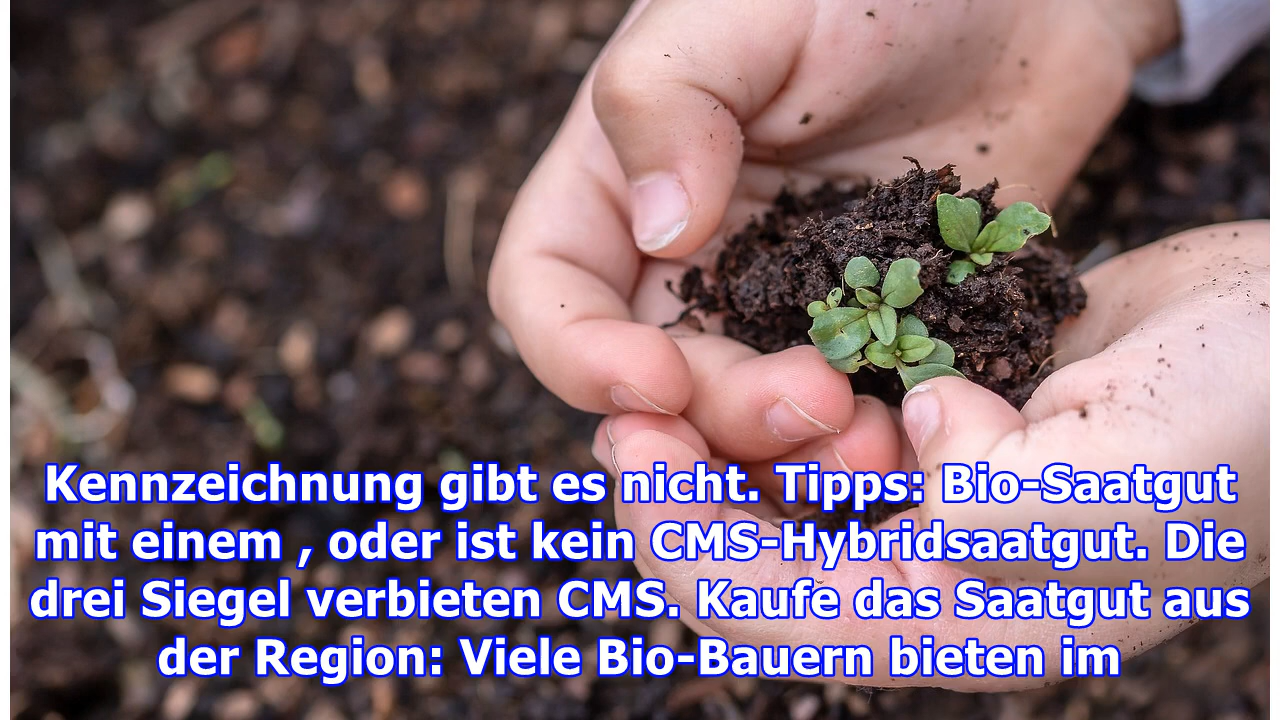 Kennzeichnung gibt es nicht. Tipps: Bio-Saatgut
mit einem , oder ist kein CMS-Hybridsaatgut. Die
drei Siegel verbieten CMS. Kaufe das Saatgut aus
der Region: Viele Bio-Bauern bieten im